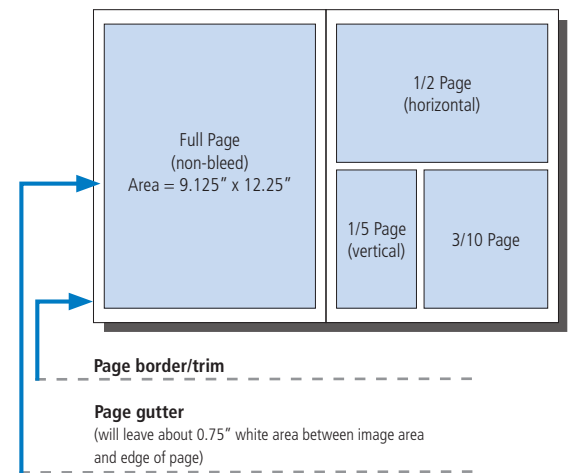 Full Page
(non-bleed)
Area = 9.125” x 12.25”
1/2 Page
(horizontal)
1/5 Page
(vertical)
3/10 Page
Page border/trim
Page gutter
(will leave about 0.75” white area between image area
and edge of page)